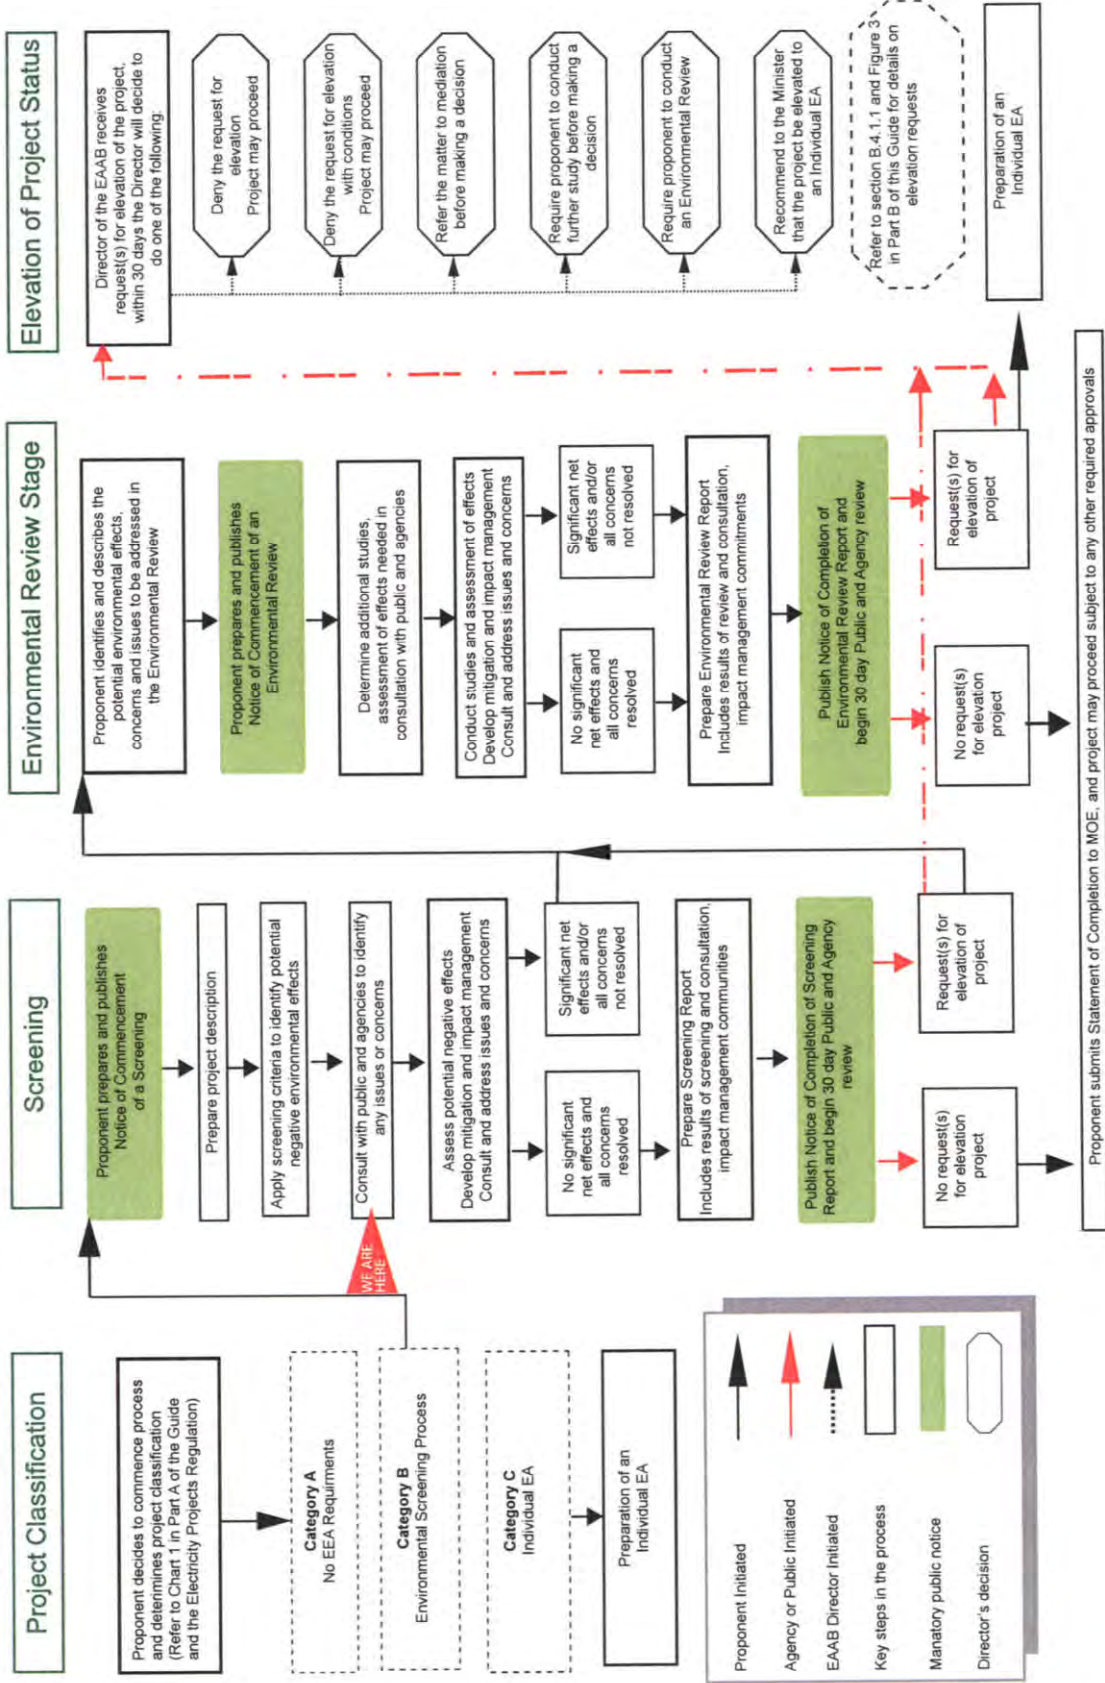 Project Classification
Proponent decides to commence process
and deterimines project classification
(Refer to Chart 1 in Part A of the Guide
and the Electricity Projects Regulation)
Category A
No EEA Requirments
Category B
Environmental Screening Process
Category C
Individual EA
Preparation of an
Individual EA
Proponent Initiated
Agency or Public Initiated
EAAB Director Initiated
Key steps in the process
Manatory public notice
Director's decision
Screening
Proponent prepares and publishes
Notice of Commencement
of a Screening
Prepare project description
Apply screening criteria to identify potential
negative environmental effects
WE ARE
HERE
Consult with public and agencies to identify
any issues or concerns
Assess potential negative effects
Develop mitigation and impact management
Consult and address issues and concerns
No significant
net effects and
all concerns
resolved
Significant net
effects and/or
all concerns
not resolved
Prepare Screening Report
Includes results of screening and consultation,
impact management communities
Publish Notice of Completion of Screening
Report and begin 30 day Public and Agency
review
No request(s)
for elevation
project
Request(s) for
elevation of
project
Environmental Review Stage
Proponent identifies and describes the
potential environmental effects,
concerns and issues to be addressed in
the Environmental Review
Proponent prepares and publishes
Notice of Commencement of an
Environmental Review
Determine additional studies,
assessment of effects needed in
consultation with public and agencies
Conduct studies and assessment of effects
Develop mitigation and impact management
Consult and address issues and concerns
No significant
net effects and
all concerns
resolved
Significant net
effects and/or
all concerns
not resolved
Prepare Environmental Review Report
Includes results of review and consultation,
impact management commitments
Publish Notice of Completion of
Environmental Review Report and
begin 30 day Public and Agency review
No request(s)
for elevation
project
Request(s) for
elevation of
project
Elevation of Project Status
Director of the EAAB receives
request(s) for elevation of the project,
within 30 days the Director will decide to
do one of the following:
Deny the request for
elevation
Project may proceed
Deny the request for elevation
with conditions
Project may proceed
Refer the matter to mediation
before making a decision
Require proponent to conduct
further study before making a
decision
Require proponent to conduct
an Environmental Review
Recommend to the Minister
that the project be elevated to
an Individual EA
Refer to section B.4.1.1 and Figure 3
in Part B of this Guide for details on
elevation requests
Preparation of an
Individual EA
Proponent submits Statement of Completion to MOE, and project may proceed subject to any other required approvals